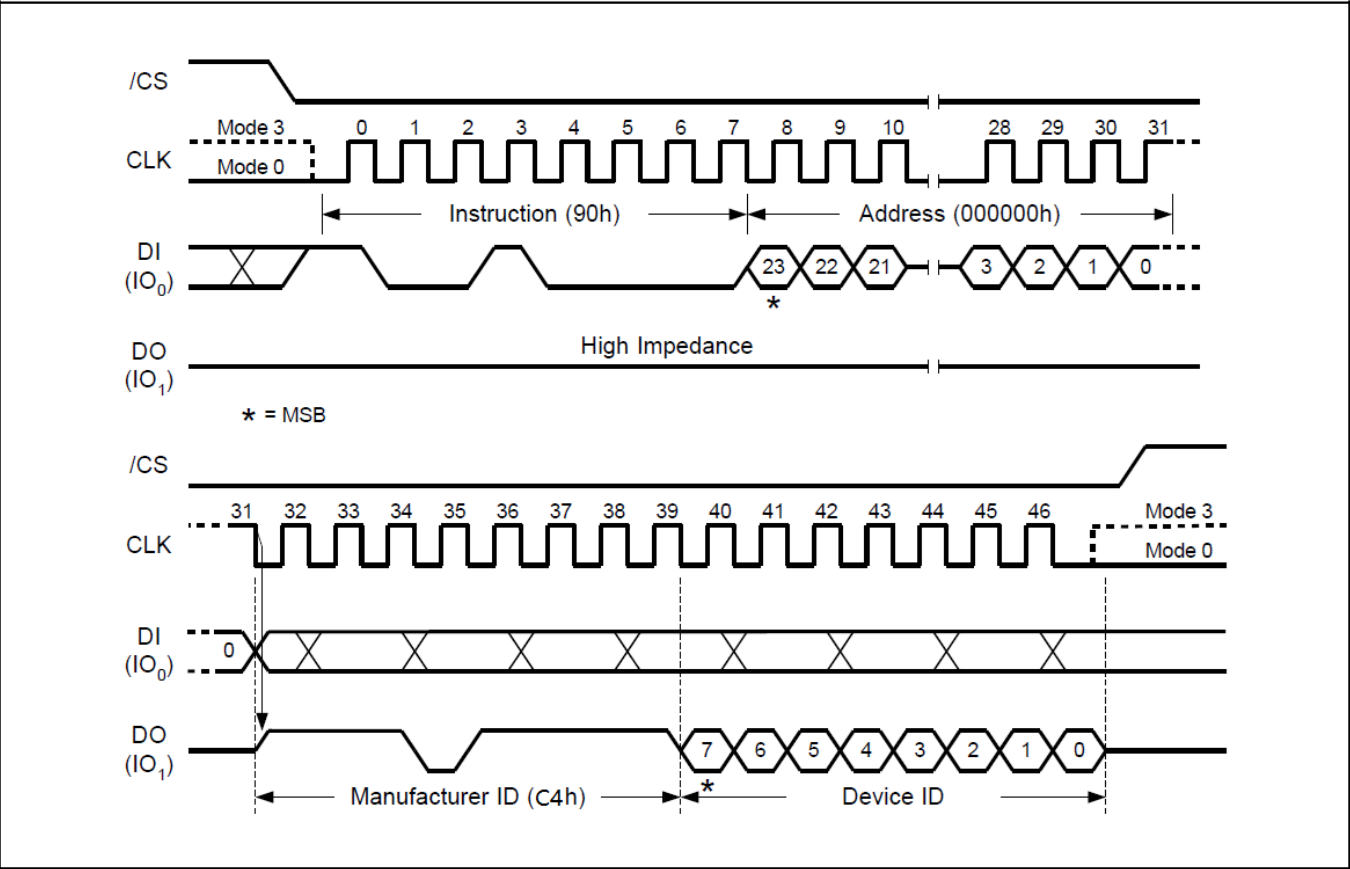 /CS
Mode 3 0 1 2 3 4 5 6 7 8 9 10 28 29 30 31
CLK
Mode 0
Instruction (90h) Address (000000h)
DI
(IO0) 23 22 21 3 2 1 0
*
High Impedance
DO
(IO1)
* = MSB
/CS
31 32 33 34 35 36 37 38 39 40 41 42 43 44 45 46 Mode 3
CLK
Mode 0
DI
(IO0) 0
DO
(IO1) 7 6 5 4 3 2 1 0
*
Manufacturer ID (C4h) Device ID